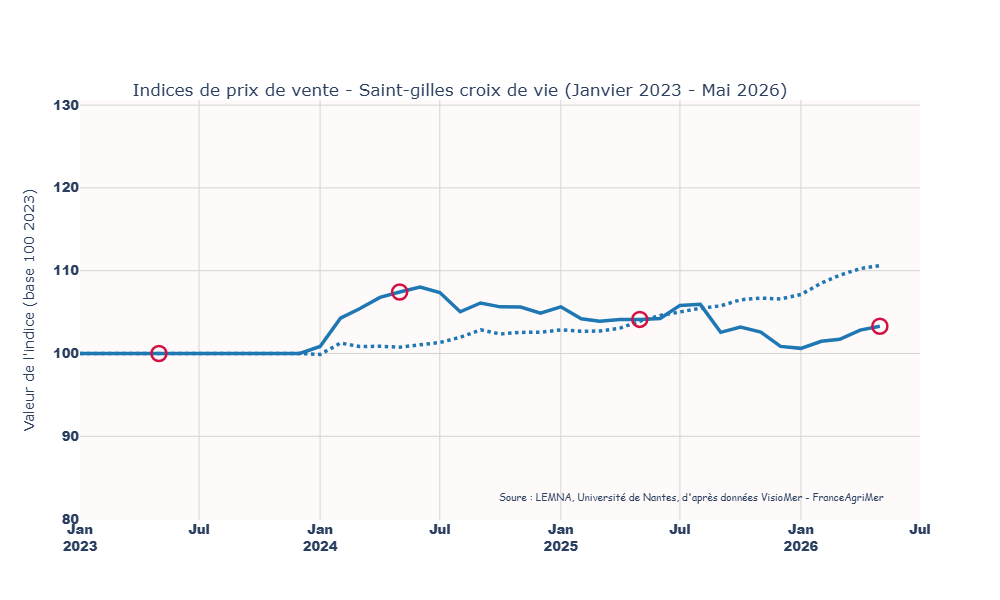 Indices de prix de vente - Saint-gilles croix de vie (Janvier 2023 - Mai 2026)
Valeur de l'indice (base 100 2023)
130
120
110
100
90
80
Soure : LEMNA, Université de Nantes, d'après données VisioMer - FranceAgriMer
Jan Jul Jan Jul Jan Jul Jan Jul
2023 2024 2025 2026